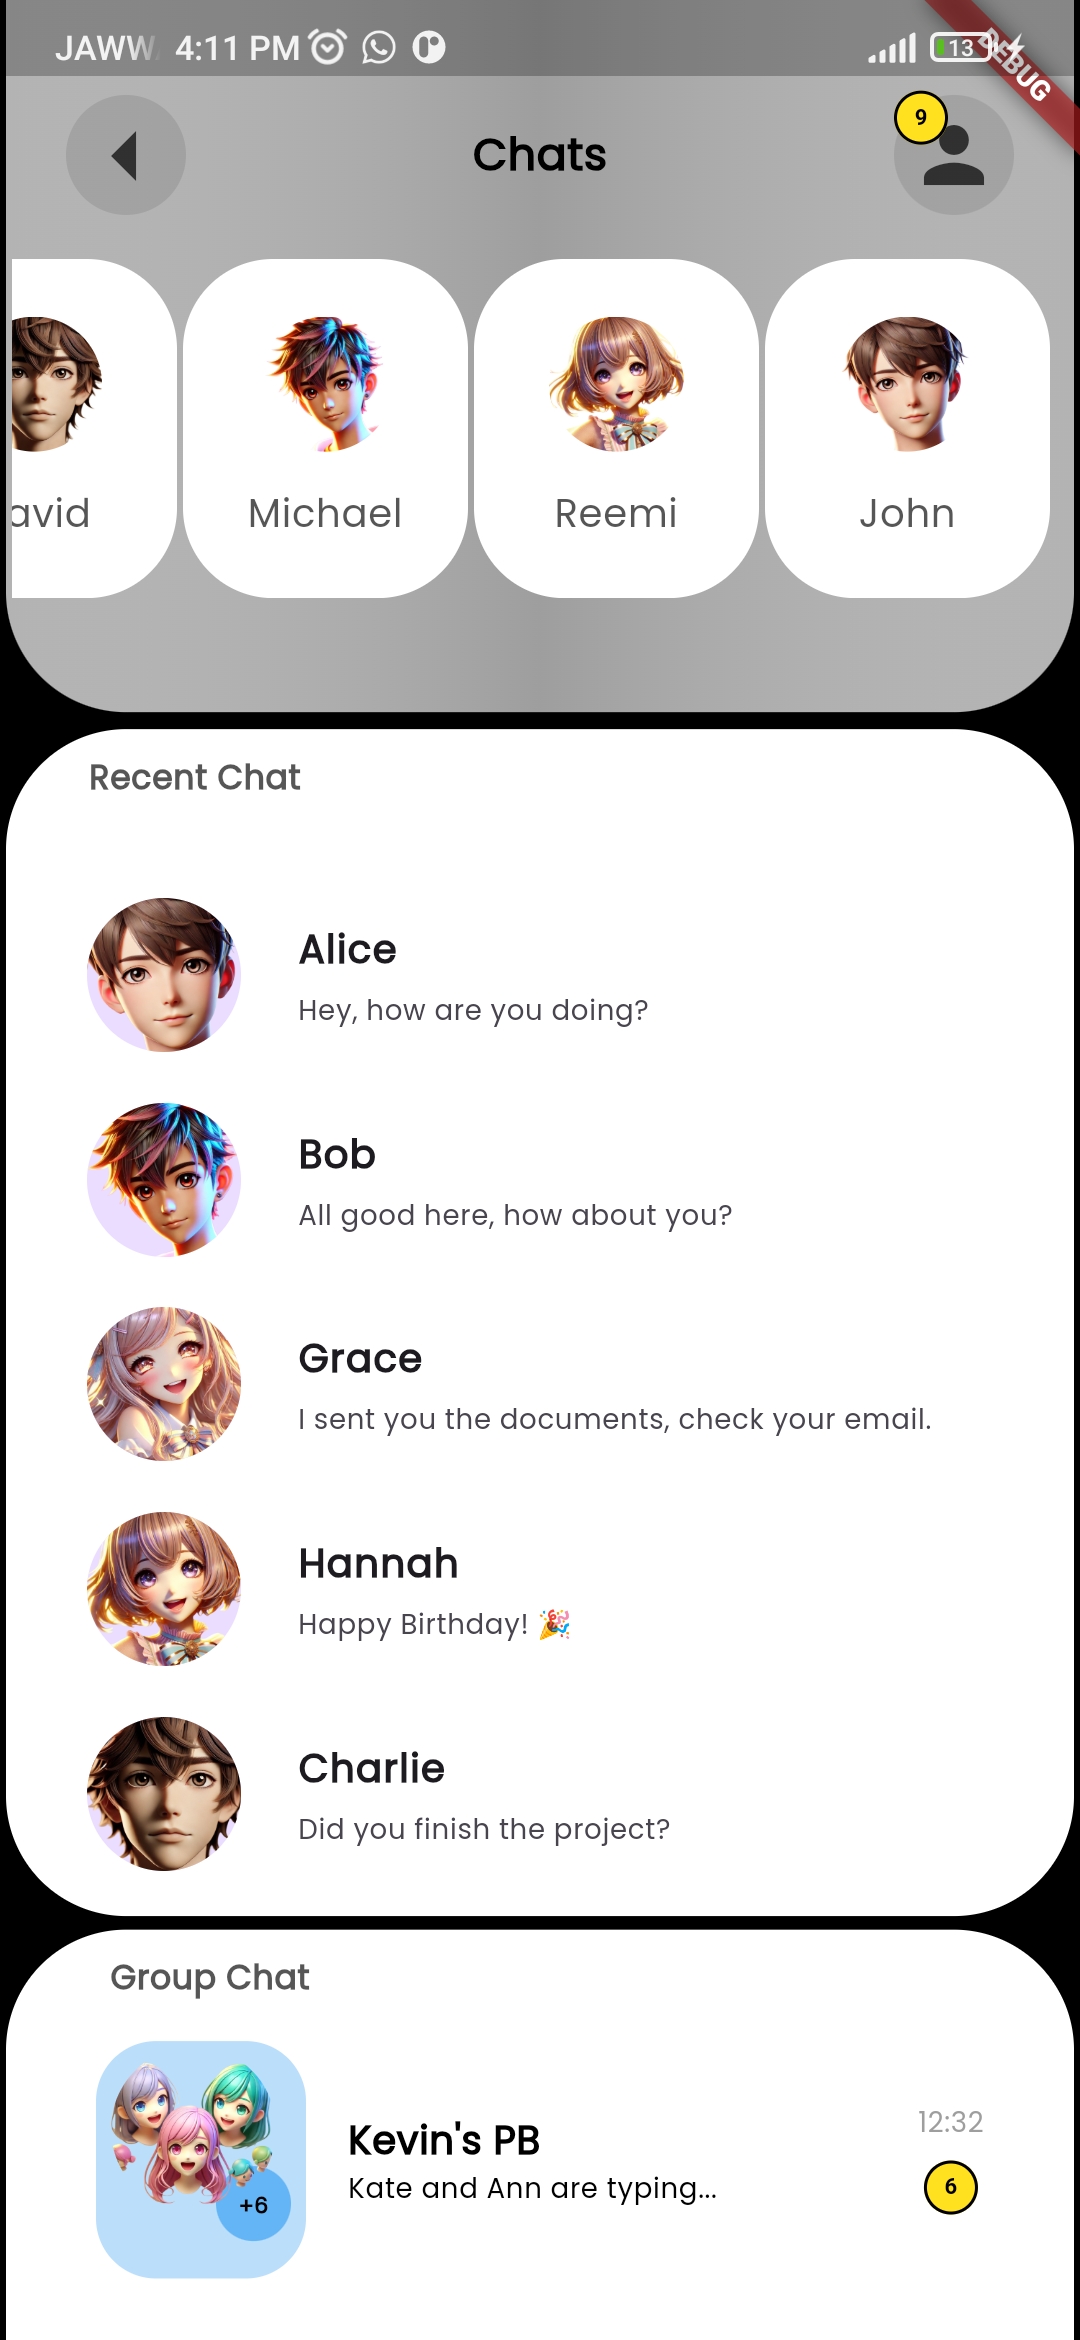 JAWW 4:11 PM 13
DEBUG
9
Chats
avid Michael Reemi John
Recent Chat
Alice
Hey, how are you doing?
Bob
All good here, how about you?
Grace
I sent you the documents, check your email.
Hannah
Happy Birthday! 🎉
Charlie
Did you finish the project?
Group Chat
12:32
Kevin's PB
Kate and Ann are typing...
6
+6